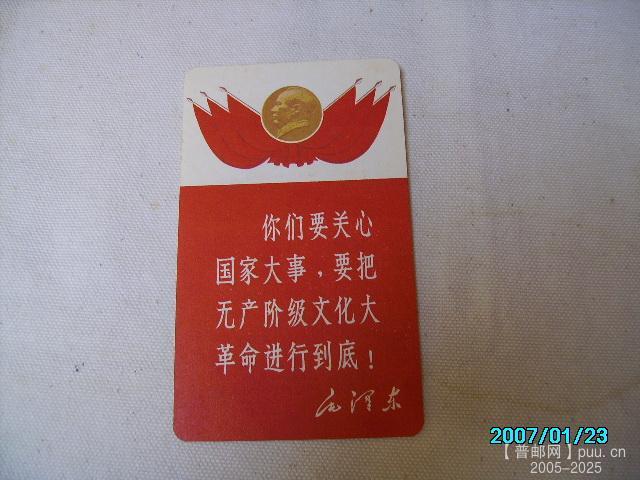 你们要关心
国家大事，要把
无产阶级文化大
革命进行到底！
毛泽东
2007/01/23
【普邮网】puu.cn
2005-2025